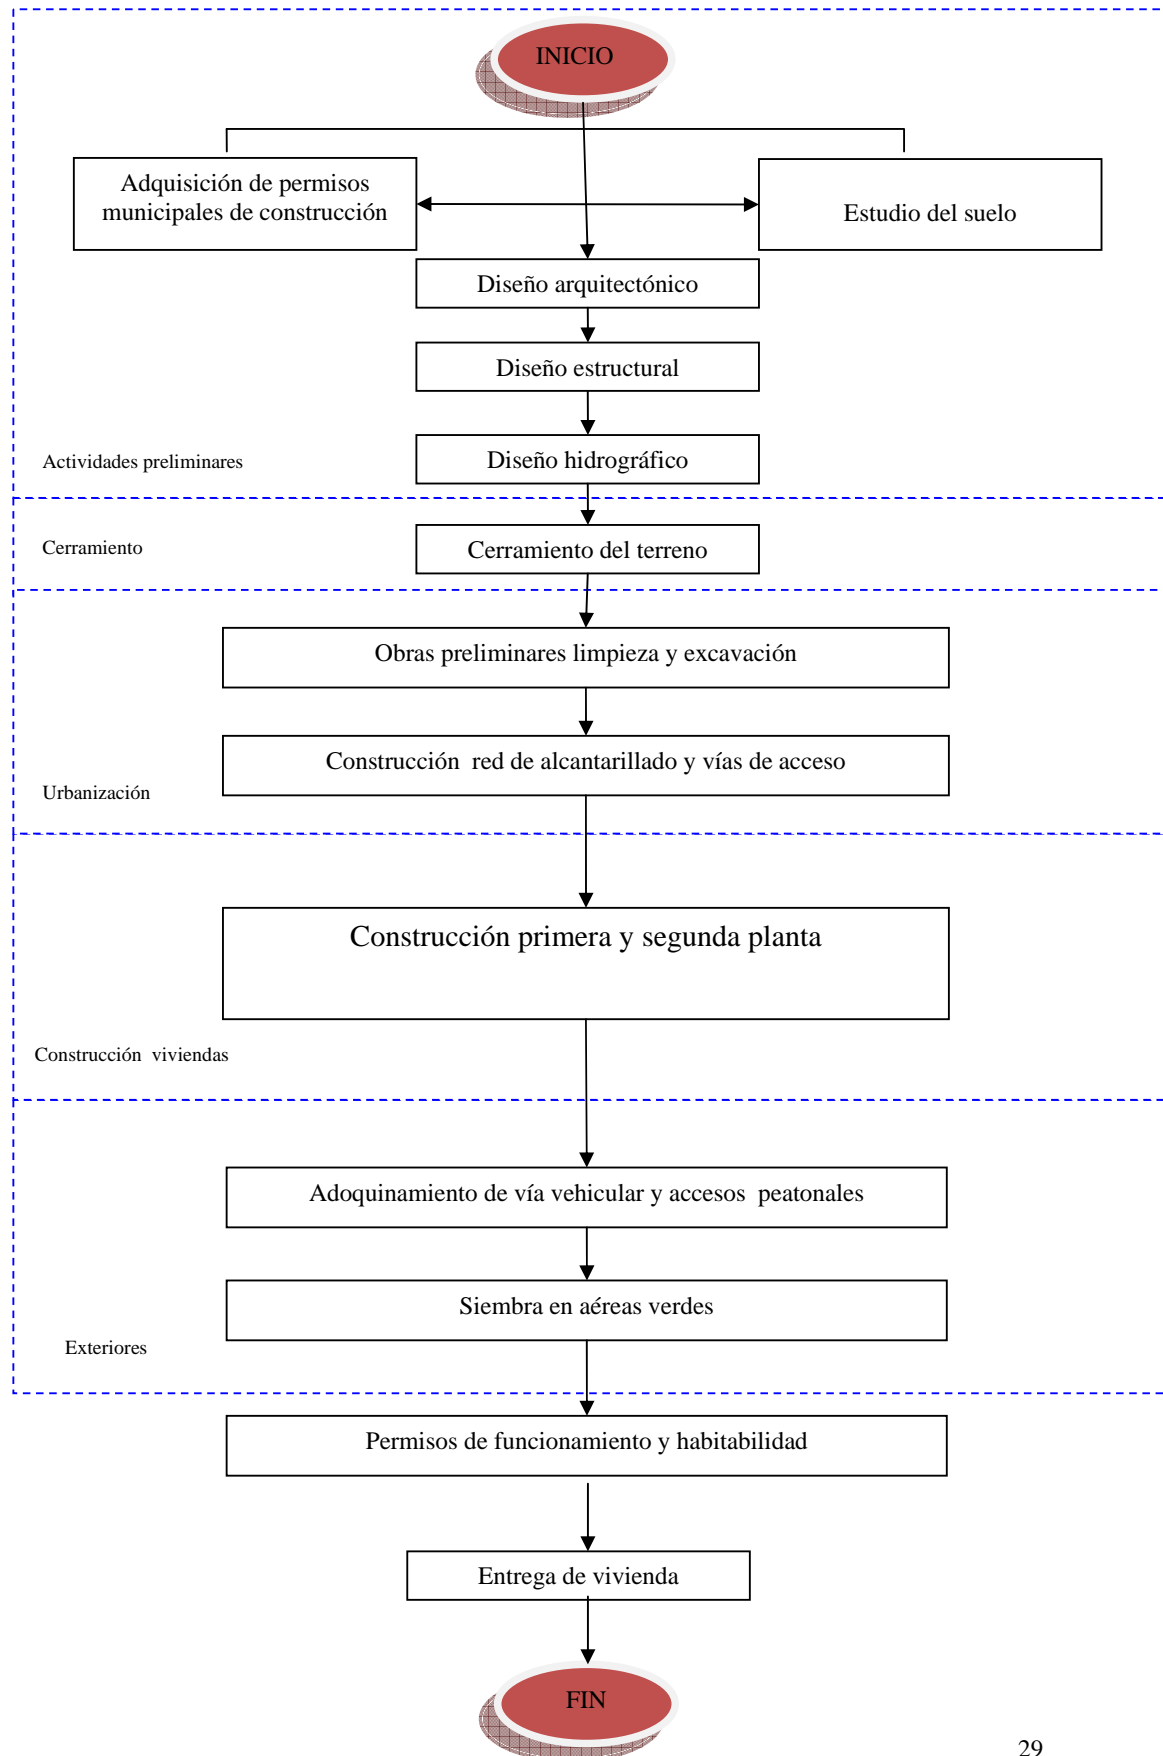 INICIO
Adquisición de permisos
municipales de construcción
Estudio del suelo
Diseño arquitectónico
Diseño estructural
Diseño hidrográfico
Actividades preliminares
Cerramiento del terreno
Cerramiento
Obras preliminares limpieza y excavación
Construcción  red de alcantarillado y vías de acceso
Urbanización
Construcción primera y segunda planta
Construcción  viviendas
Adoquinamiento de vía vehicular y accesos  peatonales
Siembra en aéreas verdes
Exteriores
Permisos de funcionamiento y habitabilidad
Entrega de vivienda
FIN
29